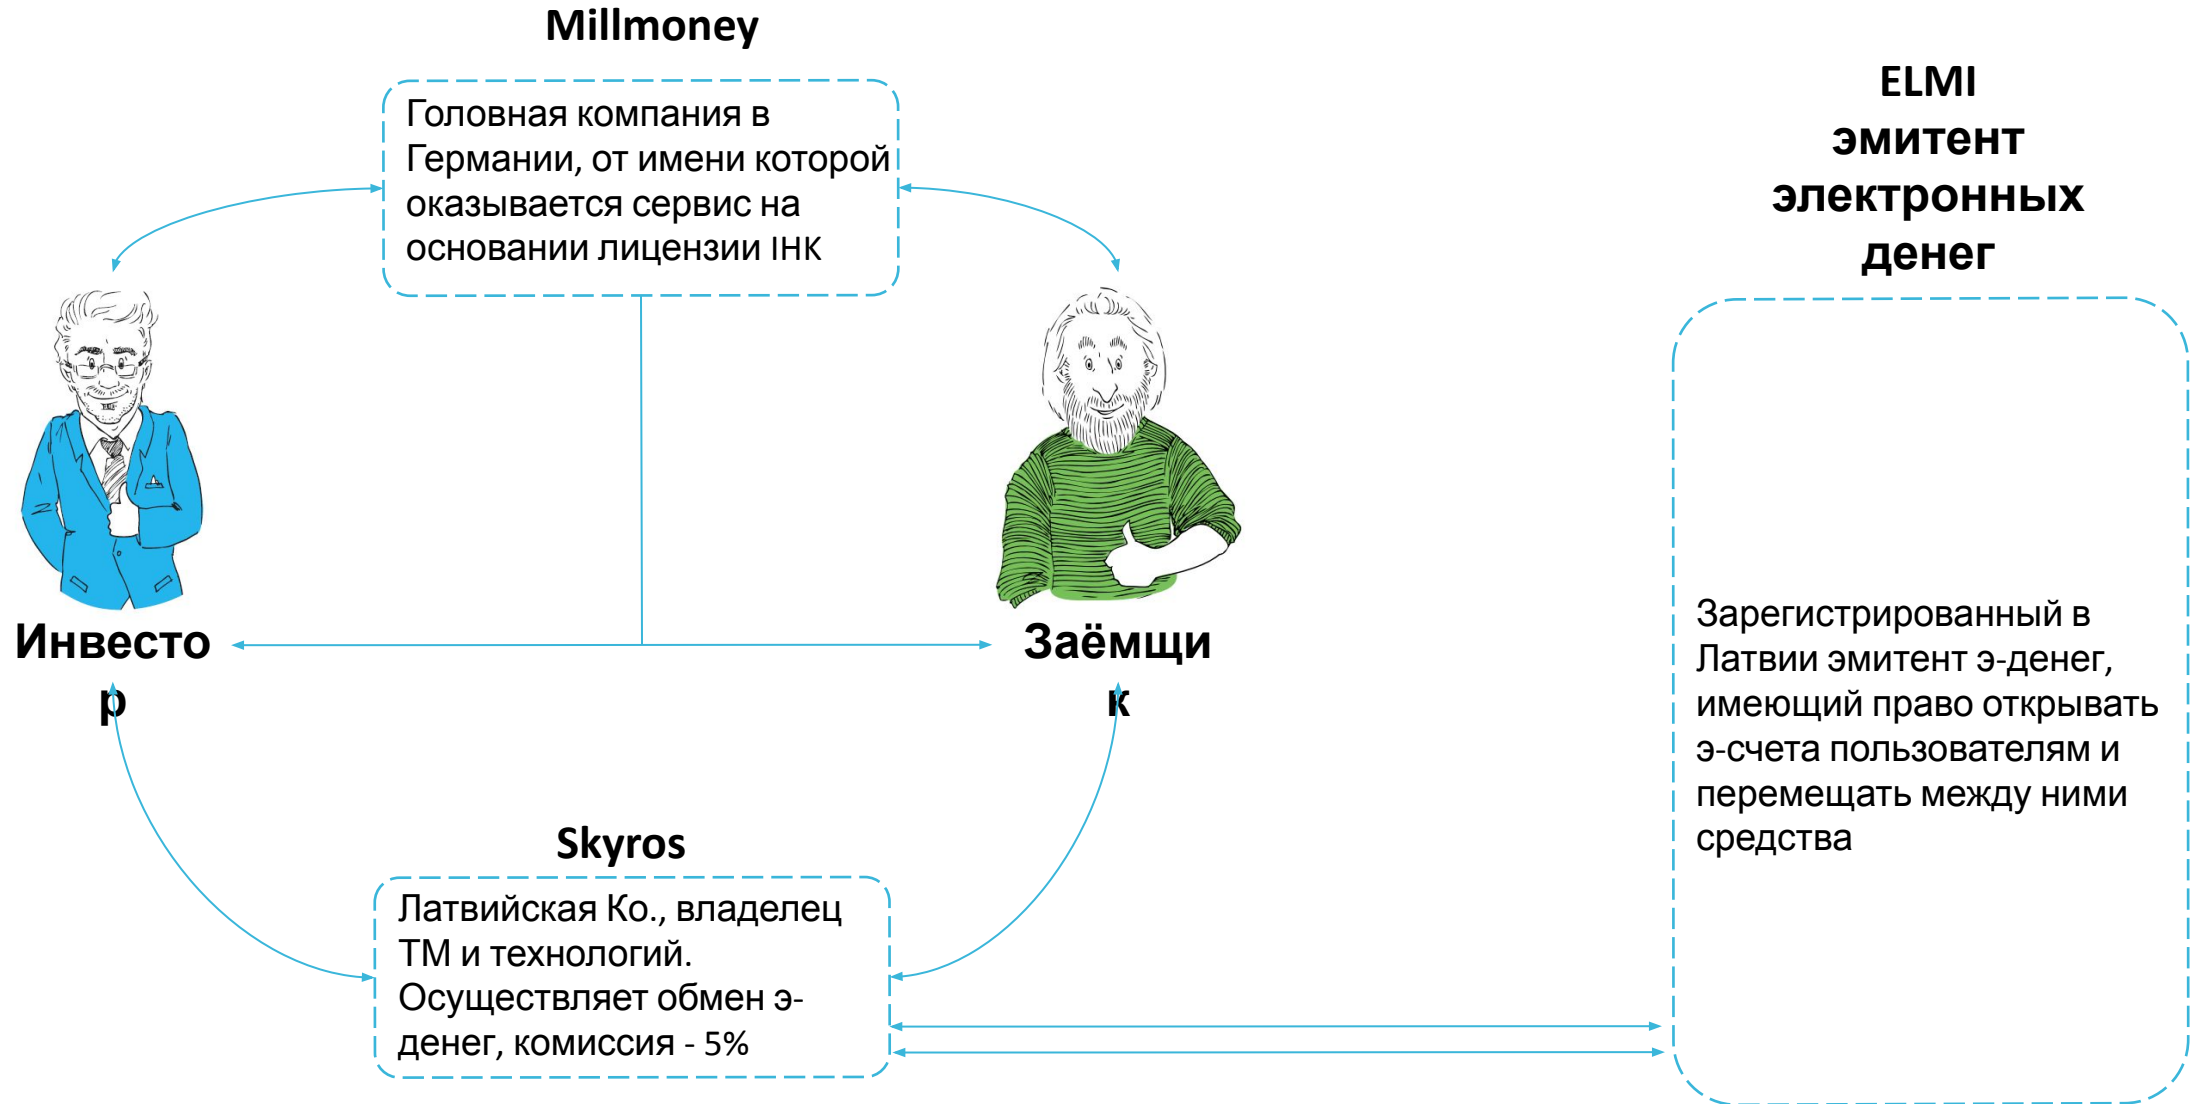 Millmoney
Головная компания в
Германии, от имени которой
оказывается сервис на
основании лицензии IHK
ELMI
эмитент
электронных
денег
Инвесто
р
Заёмщи
к
Зарегистрированный в
Латвии эмитент э-денег,
имеющий право открывать
э-счета пользователям и
перемещать между ними
средства
Skyros
Латвийская Ко., владелец
ТМ и технологий.
Осуществляет обмен э-
денег, комиссия - 5%